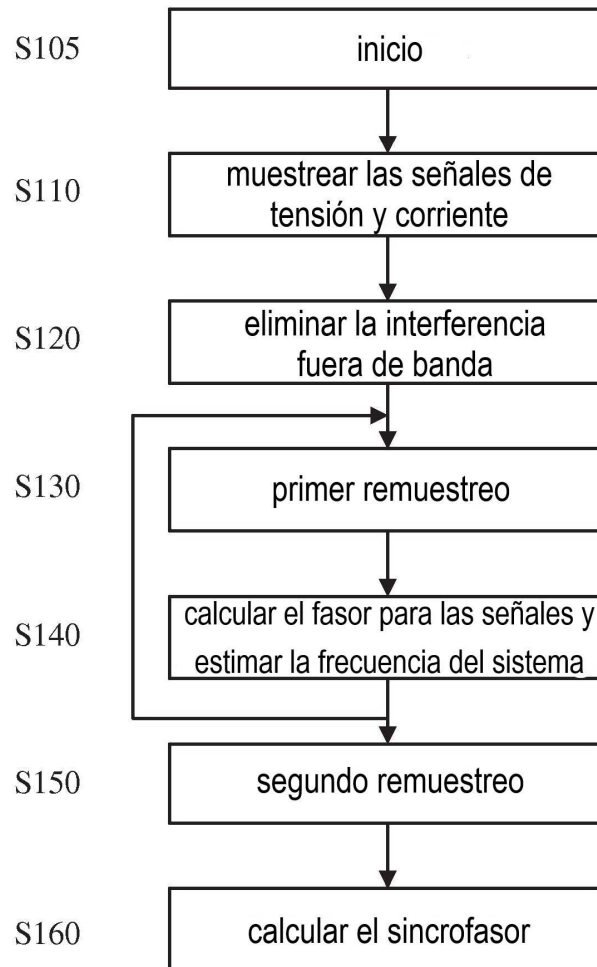 S105
inicio
S110
muestrear las señales de
tensión y corriente
S120
eliminar la interferencia
fuera de banda
S130
primer remuestreo
S140
calcular el fasor para las señales y
estimar la frecuencia del sistema
S150
segundo remuestreo
S160
calcular el sincrofasor